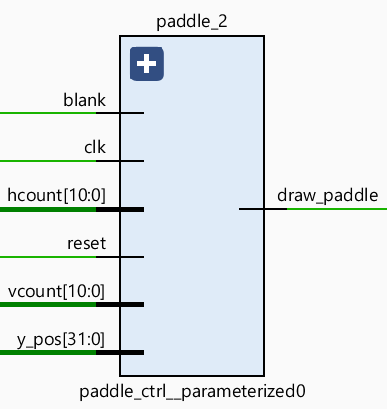 paddle_2
blank
clk
hcount[10:0]
draw_paddle
reset
vcount[10:0]
y_pos[31:0]
paddle_ctrl__parameterized0